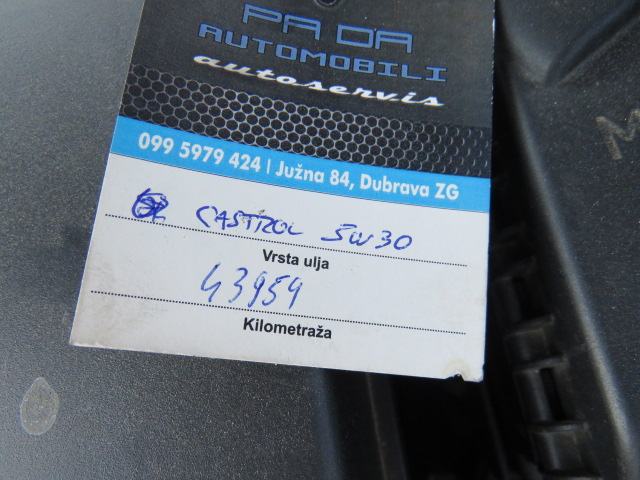 PA DA
AUTOMOBILI
autoservis
099 5979 424 | Južna 84, Dubrava ZG
CASTROL 5W30
Vrsta ulja
43959
Kilometraža